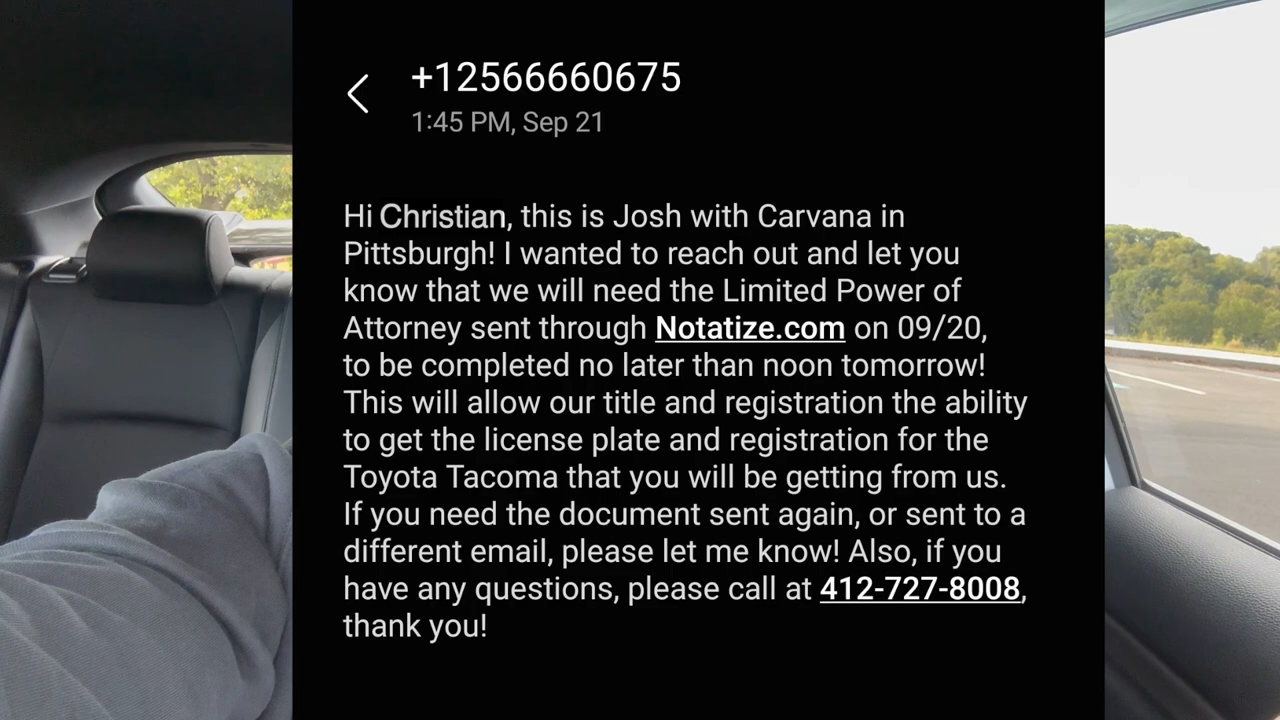 +12566660675
1:45 PM, Sep 21
Hi Christian, this is Josh with Carvana in
Pittsburgh! I wanted to reach out and let you
know that we will need the Limited Power of
Attorney sent through Notatize.com on 09/20,
to be completed no later than noon tomorrow!
This will allow our title and registration the ability
to get the license plate and registration for the
Toyota Tacoma that you will be getting from us.
If you need the document sent again, or sent to a
different email, please let me know! Also, if you
have any questions, please call at 412-727-8008,
thank you!